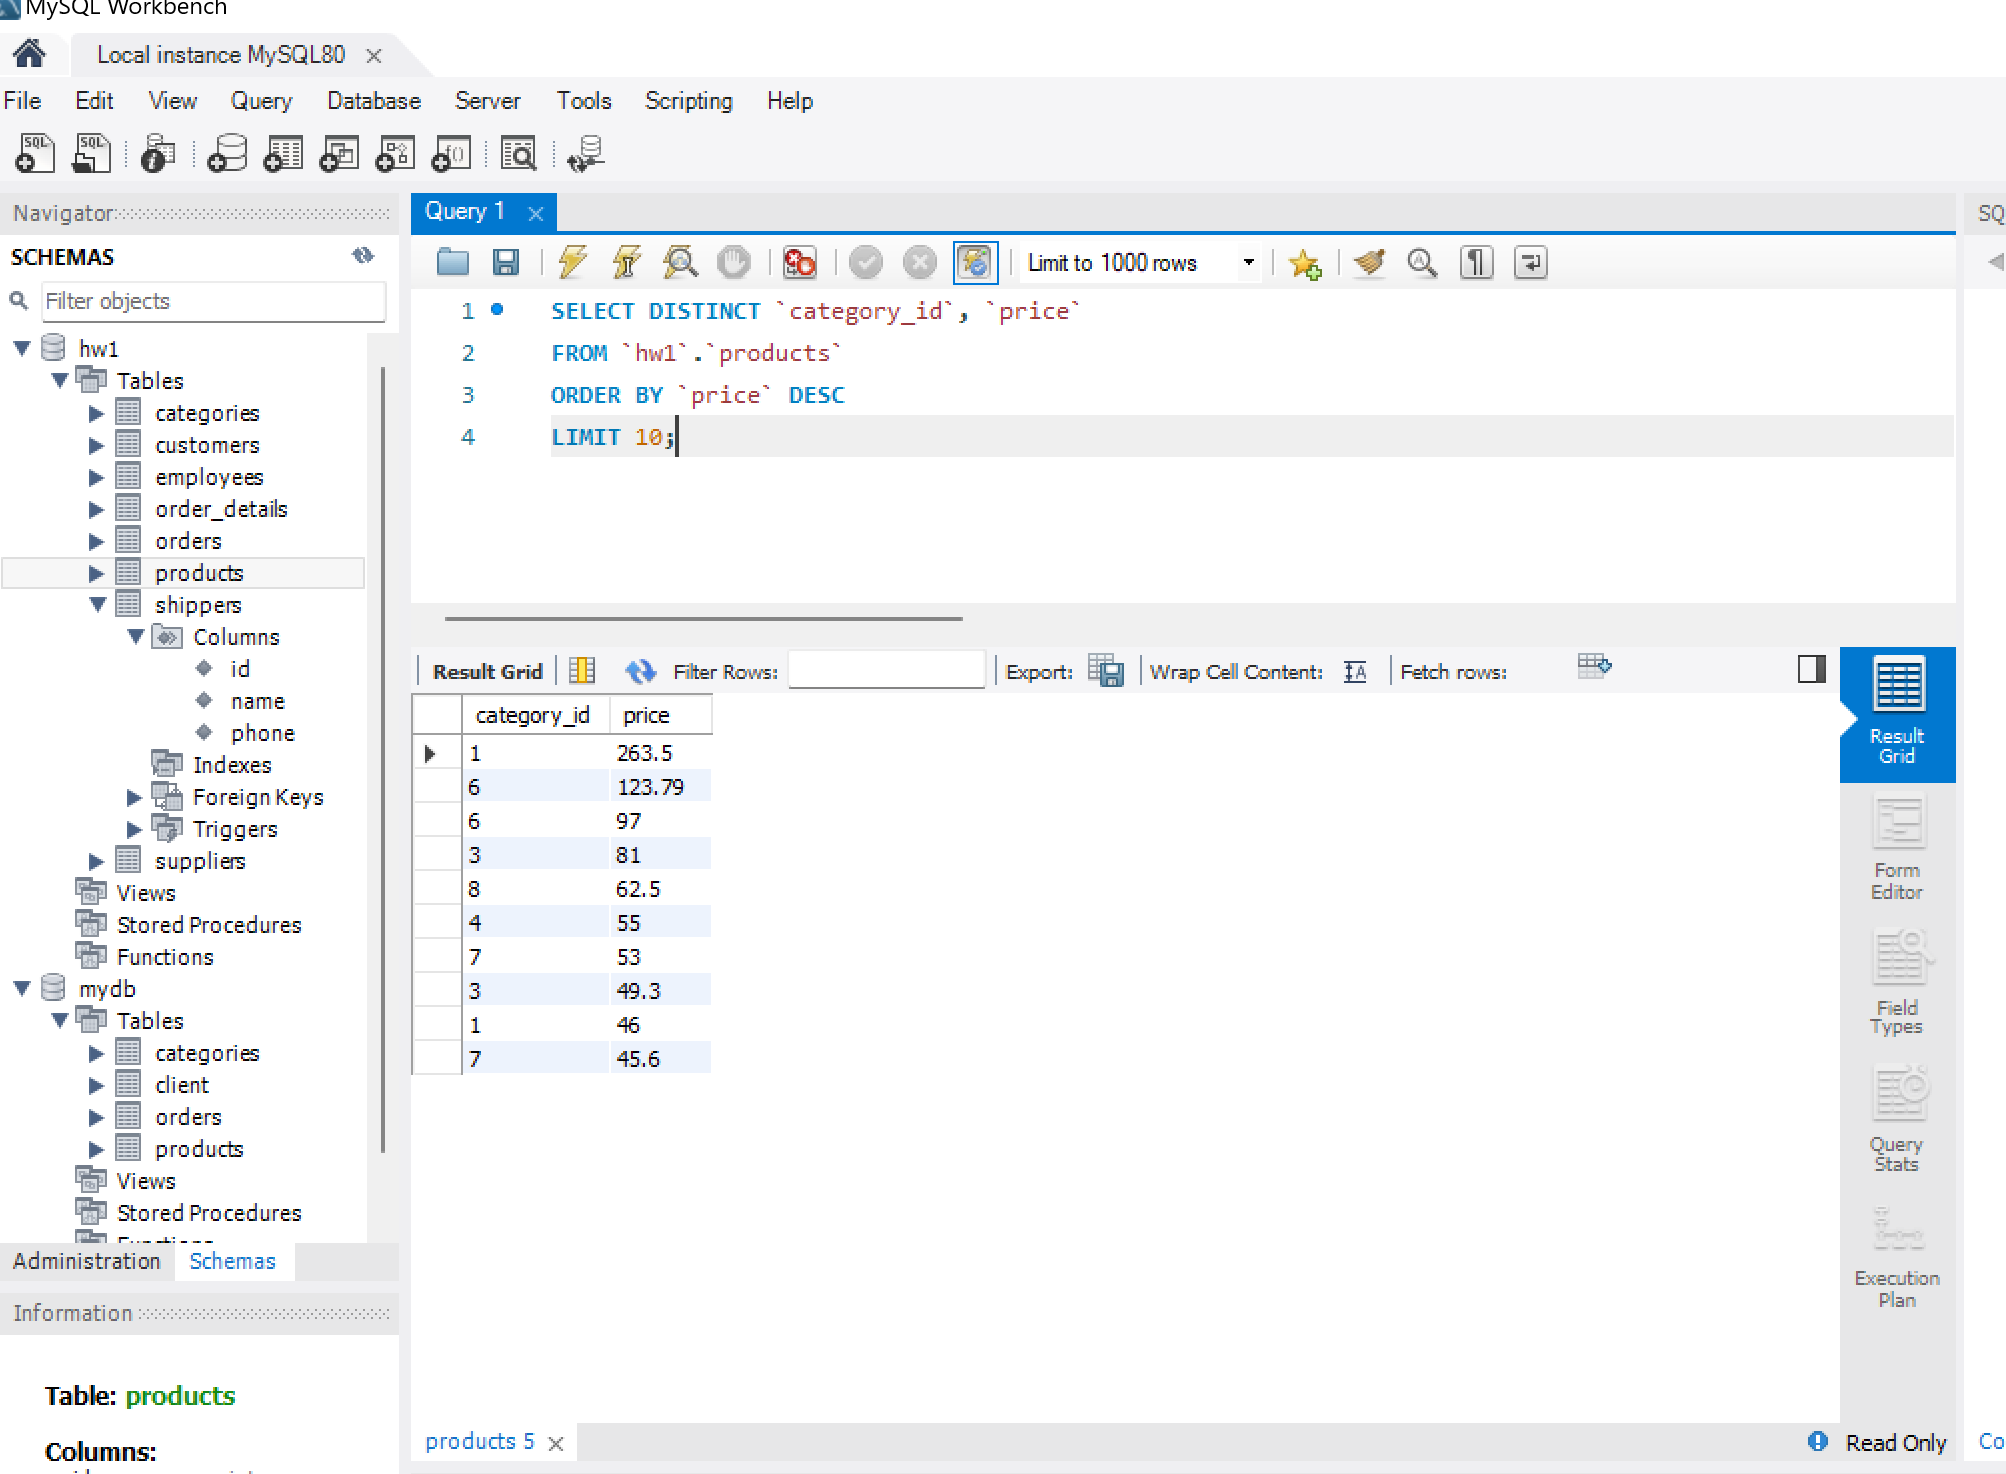 MySQL Workbench
Local instance MySQL80
File Edit View Query Database Server Tools Scripting Help
Navigator
SCHEMAS
Filter objects
hw1
Tables
categories
customers
employees
order_details
orders
products
shippers
Columns
id
name
phone
Indexes
Foreign Keys
Triggers
suppliers
Views
Stored Procedures
Functions
mydb
Tables
categories
client
orders
products
Views
Stored Procedures
Functions
Administration Schemas
Information
Table: products
Columns:
Query 1
Limit to 1000 rows
1 SELECT DISTINCT `category_id`, `price`
2 FROM `hw1`.`products`
3 ORDER BY `price` DESC
4 LIMIT 10;
Result Grid Filter Rows: Export: Wrap Cell Content: Fetch rows:
category_id price
1 263.5
6 123.79
6 97
3 81
8 62.5
4 55
7 53
3 49.3
1 46
7 45.6
Result
Grid
Form
Editor
Field
Types
Query
Stats
Execution
Plan
products 5
Read Only
SQ
Co